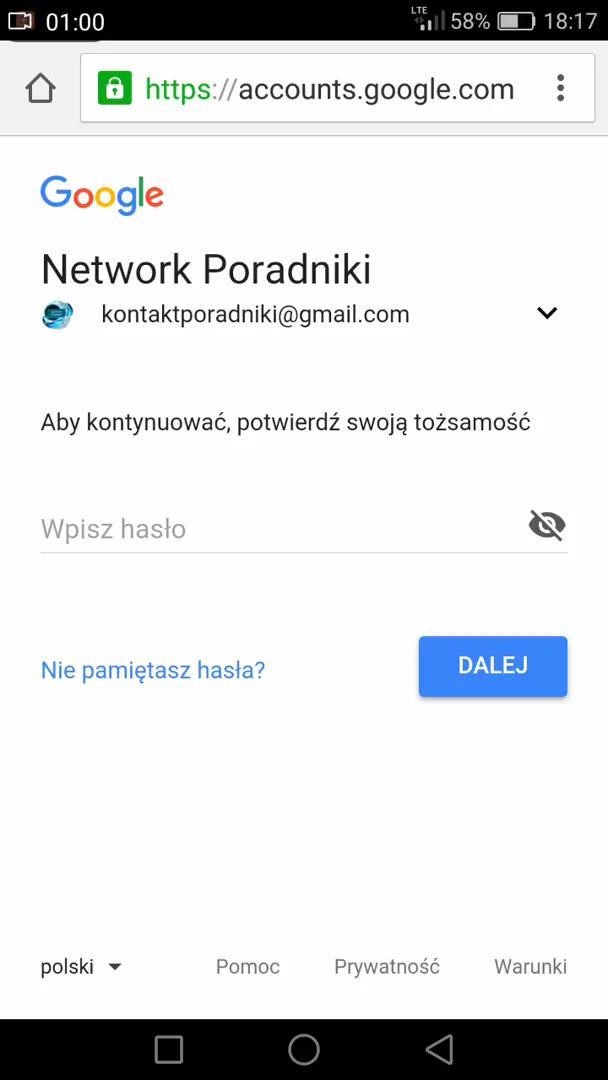 01:00 LTE 58% 18:17
https://accounts.google.com
Google
Network Poradniki
kontaktporadniki@gmail.com
Aby kontynuować, potwierdź swoją tożsamość
Wpisz hasło
Nie pamiętasz hasła? DALEJ
polski Pomoc Prywatność Warunki